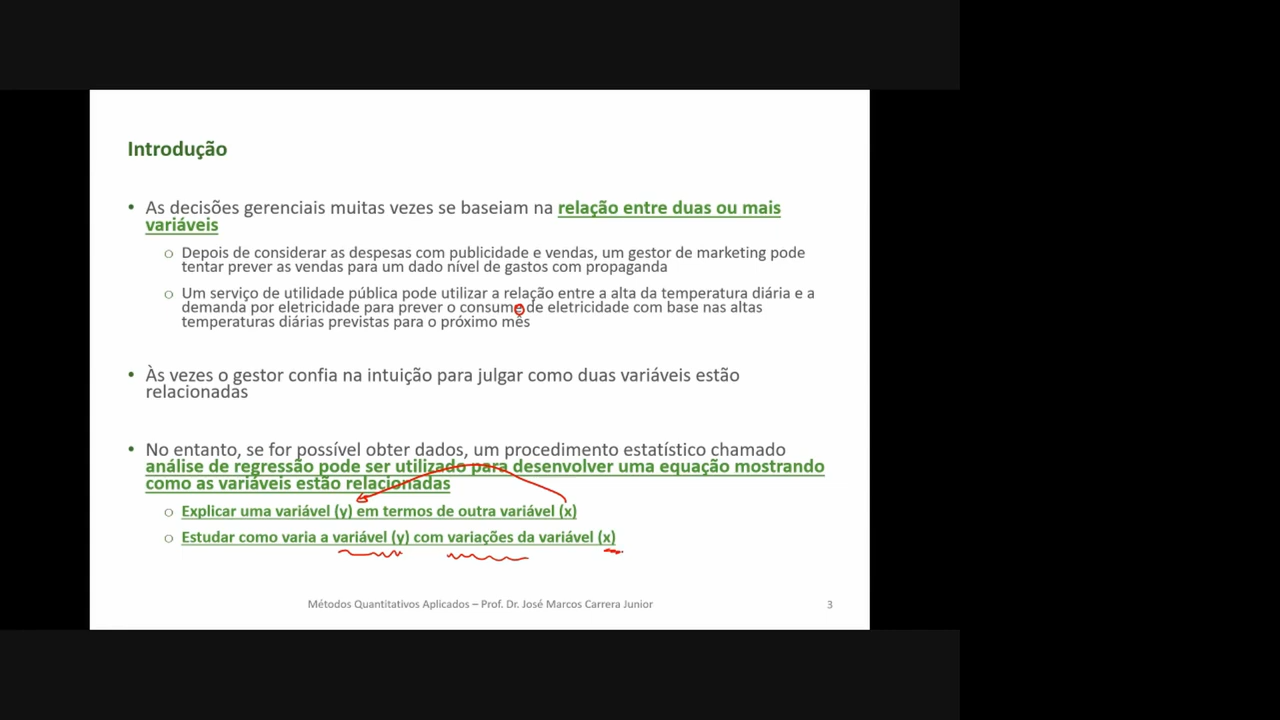 Introdução
• As decisões gerenciais muitas vezes se baseiam na relação entre duas ou mais
variáveis
o Depois de considerar as despesas com publicidade e vendas, um gestor de marketing pode
tentar prever as vendas para um dado nível de gastos com propaganda
o Um serviço de utilidade pública pode utilizar a relação entre a alta da temperatura diária e a
demanda por eletricidade para prever o consumo de eletricidade com base nas altas
temperaturas diárias previstas para o próximo mês
• Às vezes o gestor confia na intuição para julgar como duas variáveis estão
relacionadas
• No entanto, se for possível obter dados, um procedimento estatístico chamado
análise de regressão pode ser utilizado para desenvolver uma equação mostrando
como as variáveis estão relacionadas
o Explicar uma variável (y) em termos de outra variável (x)
o Estudar como varia a variável (y) com variações da variável (x)
Métodos Quantitativos Aplicados – Prof. Dr. José Marcos Carrera Junior 3